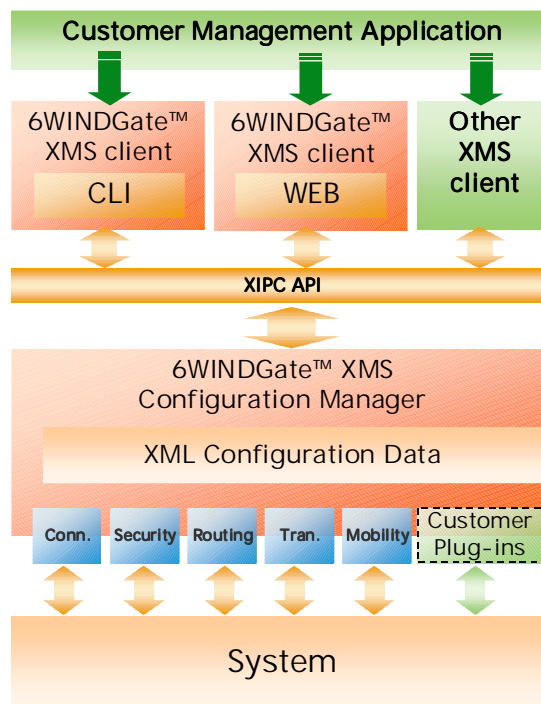 Customer Management Application
6WINDGate™
XMS client
CLI
6WINDGate™
XMS client
WEB
Other
XMS
client
XIPC API
6WINDGate™ XMS
Configuration Manager
XML Configuration Data
Conn.
Security
Routing
Tran.
Mobility
Customer
Plug-ins
System